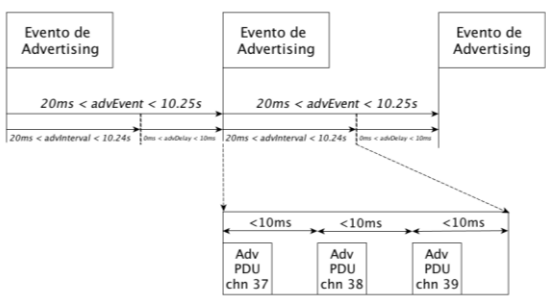 Evento de
Advertising
Evento de
Advertising
Evento de
Advertising
20ms < advEvent < 10.25s
20ms < advEvent < 10.25s
20ms < advInterval < 10.24s
0ms < advDelay < 10ms
20ms < advInterval < 10.24s
0ms < advDelay < 10ms
<10ms
<10ms
<10ms
Adv
PDU
chn 37
Adv
PDU
chn 38
Adv
PDU
chn 39